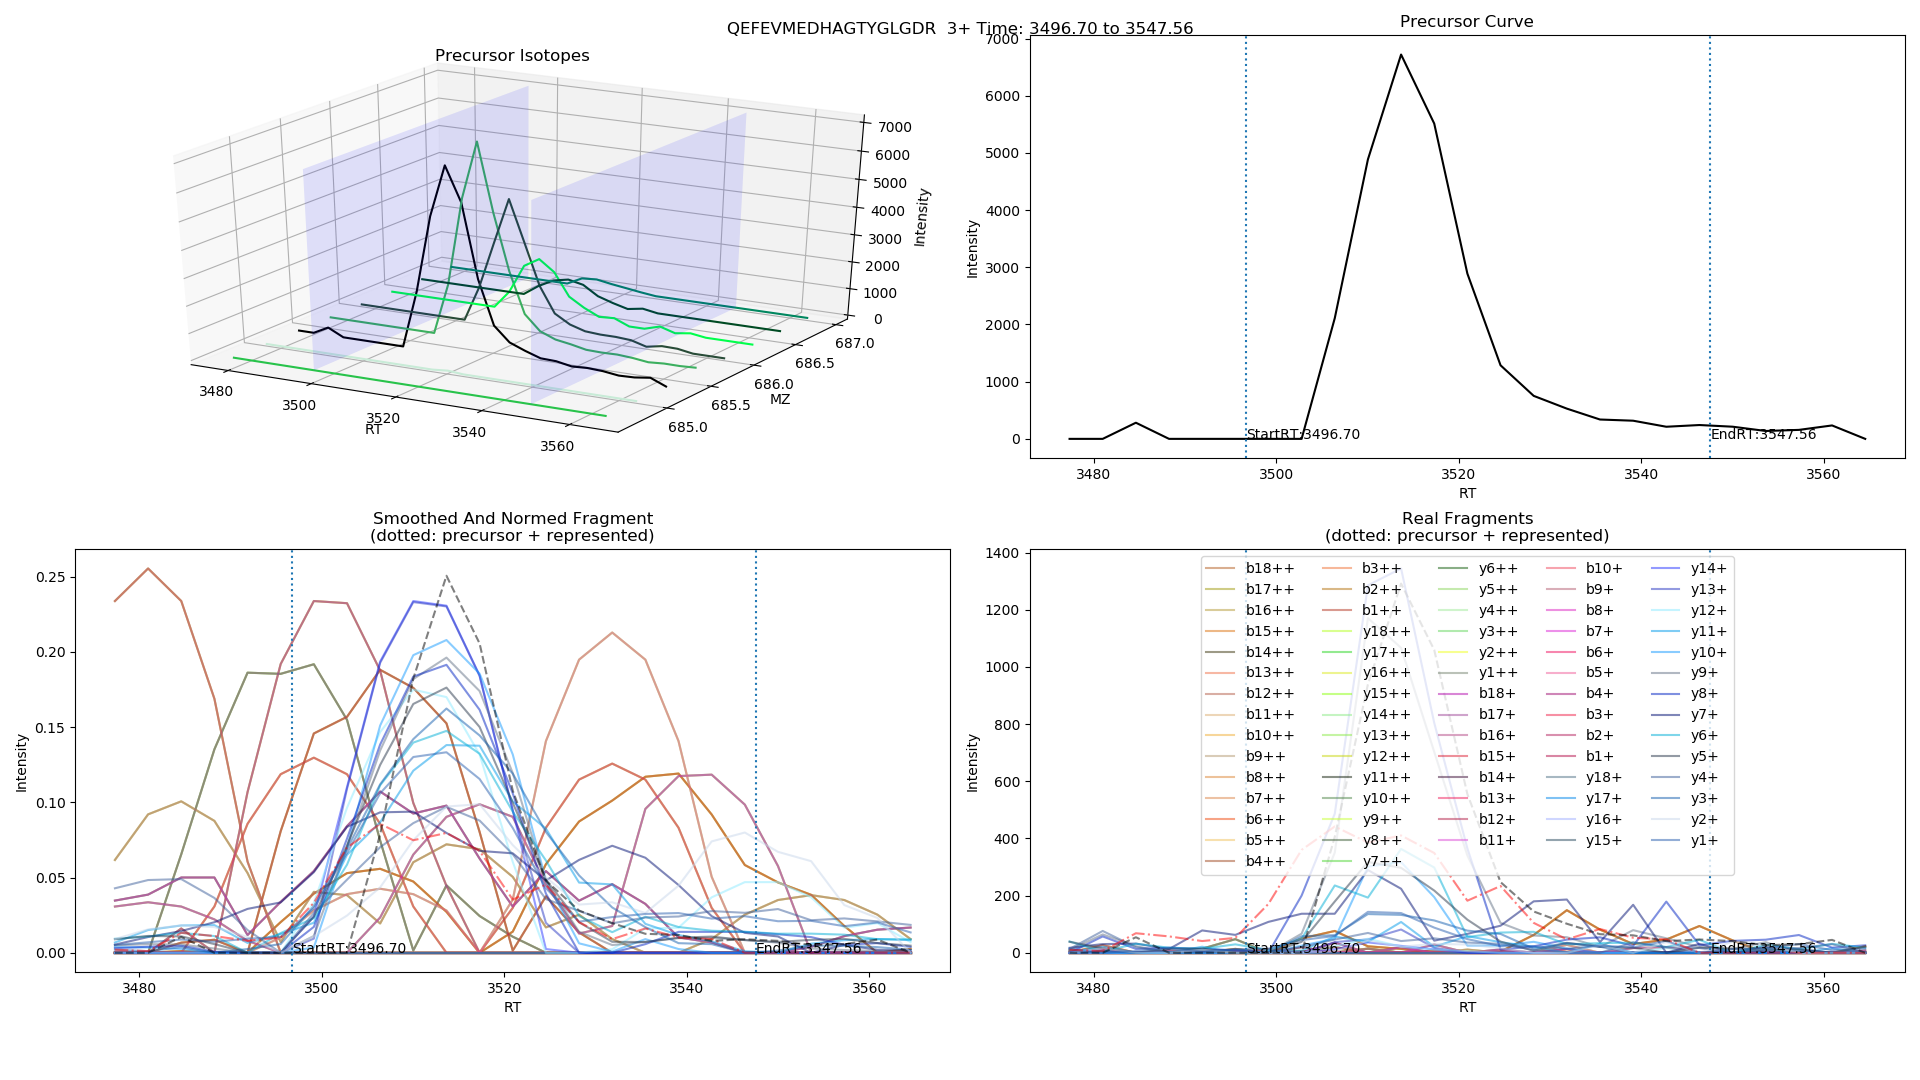 QEFEVMEDHAGTYGLGDR 3+ Time: 3496.70 to 3547.56
Precursor Isotopes
7000
6000
5000
4000
3000
2000
1000
0
Intensity
3480
3500
3520
3540
3560
RT
685.0
685.5
686.0
686.5
687.0
MZ
Precursor Curve
7000
6000
5000
4000
3000
2000
1000
0
Intensity
StartRT:3496.70
EndRT:3547.56
3480
3500
3520
3540
3560
RT
Smoothed And Normed Fragment
(dotted: precursor + represented)
0.25
0.20
0.15
0.10
0.05
0.00
Intensity
StartRT:3496.70
EndRT:3547.56
3480
3500
3520
3540
3560
RT
Real Fragments
(dotted: precursor + represented)
1400
1200
1000
800
600
400
200
0
Intensity
b18++
b17++
b16++
b15++
b14++
b13++
b12++
b11++
b10++
b9++
b8++
b7++
b6++
b5++
b4++
b3++
b2++
b1++
y18++
y17++
y16++
y15++
y14++
y13++
y12++
y11++
y10++
y9++
y8++
y7++
y6++
y5++
y4++
y3++
y2++
y1++
b18+
b17+
b16+
b15+
b14+
b13+
b12+
b11+
b10+
b9+
b8+
b7+
b6+
b5+
b4+
b3+
b2+
b1+
y18+
y17+
y16+
y15+
y14+
y13+
y12+
y11+
y10+
y9+
y8+
y7+
y6+
y5+
y4+
y3+
y2+
y1+
StartRT:3496.70
EndRT:3547.56
3480
3500
3520
3540
3560
RT